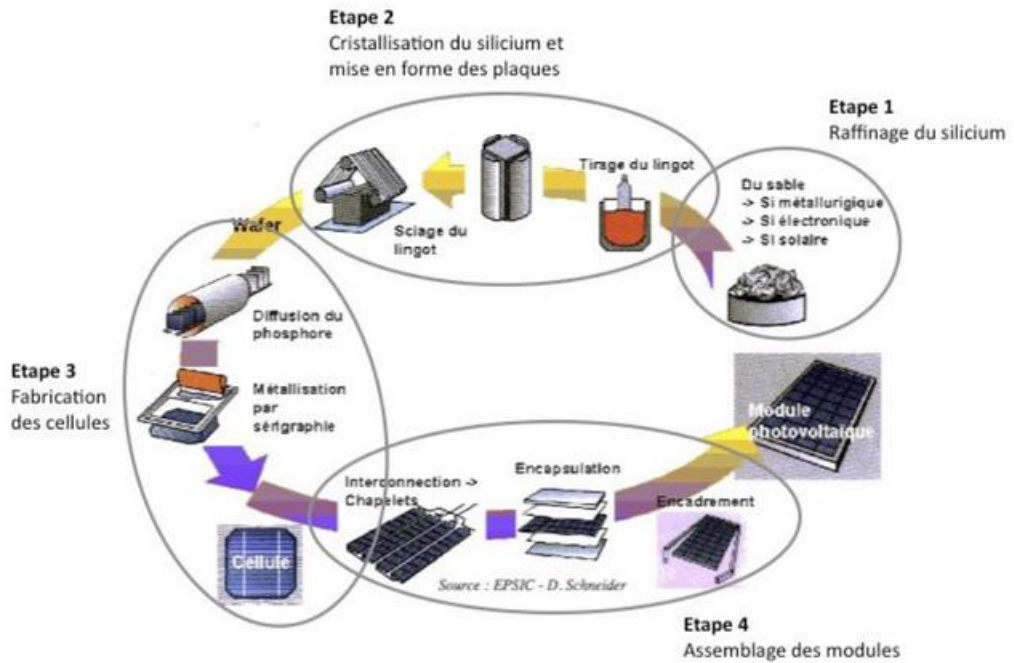 Etape 2
Cristallisation du silicium et
mise en forme des plaques
Etape 1
Raffinage du silicium
Tirage du lingot
Du sable
-> Si métallurigique
-> Si électronique
-> Si solaire
Sciage du
lingot
Wafer
Diffusion du
phosphore
Etape 3
Fabrication
des cellules
Métallisation
par
sérigraphie
Module
photovoltaïque
Interconnection ->
Chapelets
Encapsulation
Encadrement
Cellule
Source : EPSIC - D. Schneider
Etape 4
Assemblage des modules